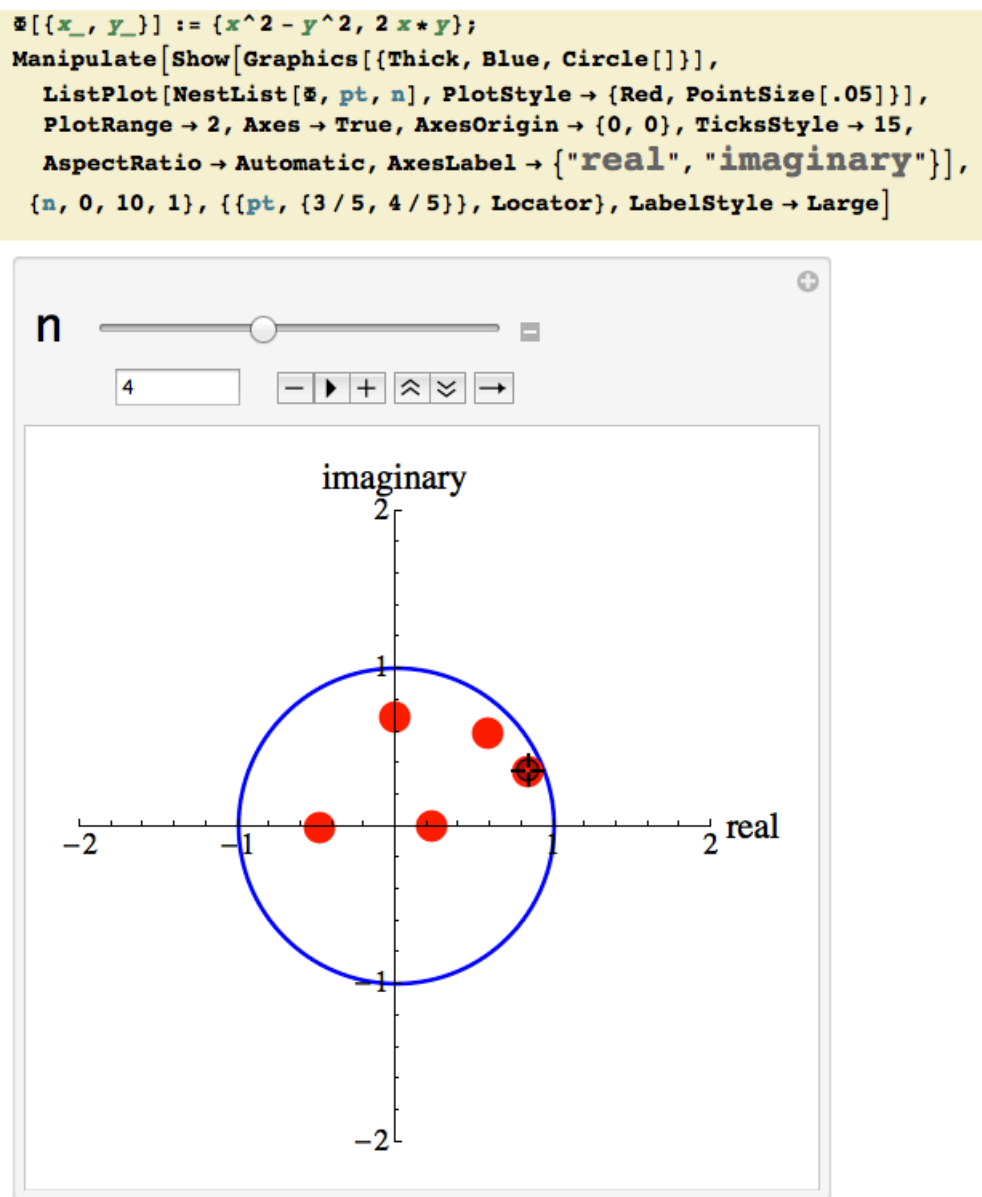 Φ[{x_, y_}] := {x^2 - y^2, 2 x * y};
Manipulate[Show[Graphics[{Thick, Blue, Circle[]}],
ListPlot[NestList[Φ, pt, n], PlotStyle → {Red, PointSize[.05]}],
PlotRange → 2, Axes → True, AxesOrigin → {0, 0}, TicksStyle → 15,
AspectRatio → Automatic, AxesLabel → {"real", "imaginary"}],
{n, 0, 10, 1}, {{pt, {3 / 5, 4 / 5}}, Locator}, LabelStyle → Large]
n
4
imaginary
2
1
-2 -1 1 2 real
-1
-2